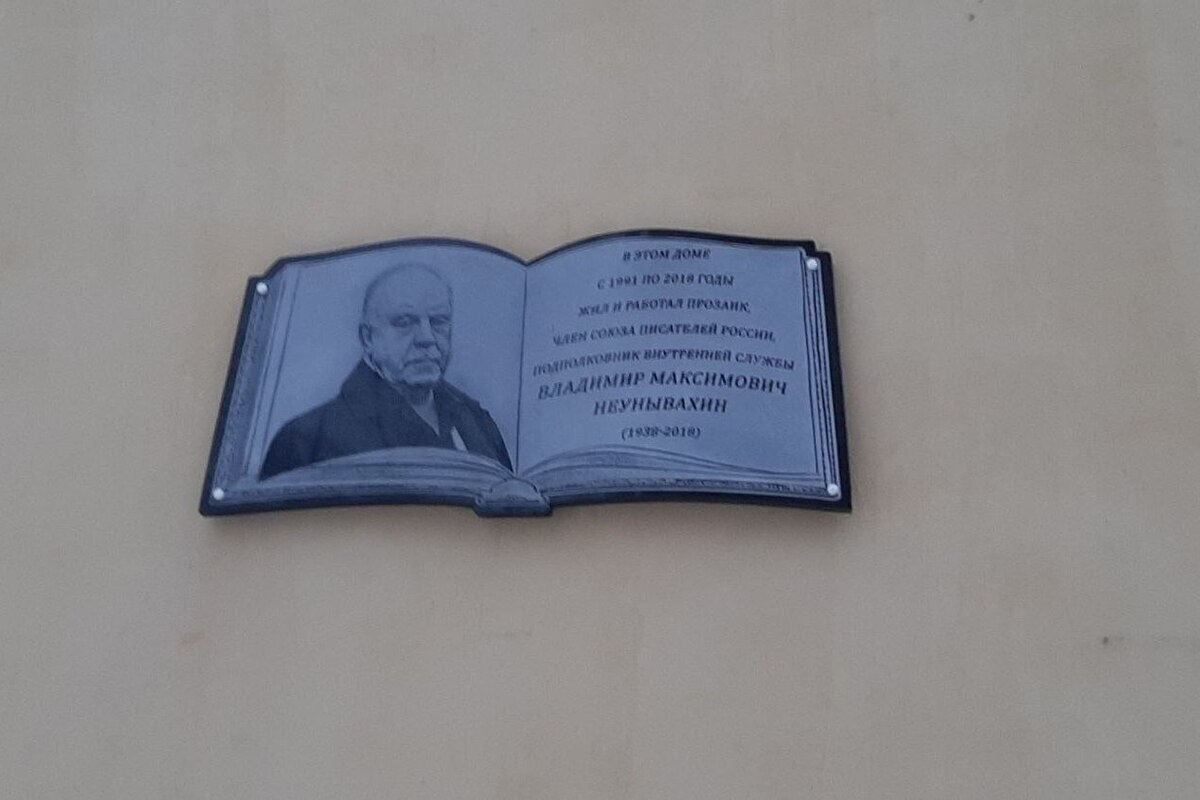 В ЭТОМ ДОМЕ
С 1991 ПО 2018 ГОДЫ
ЖИЛ И РАБОТАЛ ПРОЗАИК,
ЧЛЕН СОЮЗА ПИСАТЕЛЕЙ РОССИИ,
ПОДПОЛКОВНИК ВНУТРЕННЕЙ СЛУЖБЫ
ВЛАДИМИР МАКСИМОВИЧ
НЕУНЫВАХИН
(1938-2018)